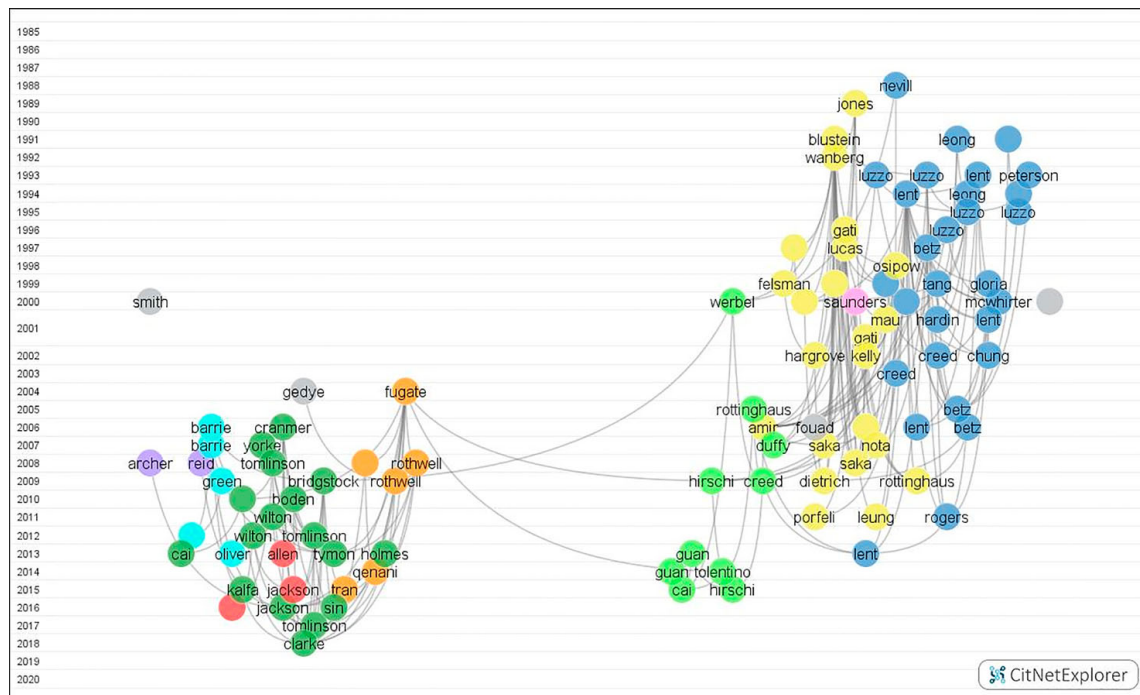 1985
1986
1987
1988 nevill
1989 jones
1990
1991 blustein leong
1992 wanberg
1993 luzzo luzzo lent peterson
1994 lent leong
1995 luzzo luzzo
1996 gati luzzo
1997 lucas betz
1998 osipow
1999 felsman tang gloria
2000 smith werbel saunders mcwhirter
2001 mau hardin lent
gati
2002 hargrove kelly creed chung
2003 creed
2004 gedye fugate
2005 rottinghaus betz
2006 barrie cranmer amir fouad lent betz
2007 barrie yorke duffy saka nota
2008 archer reid tomlinson rothwell saka
2009 green bridgstock rothwell hirschi creed dietrich rottinghaus
2010 boden
2011 wilton porfeli leung rogers
2012 wilton tomlinson
2013 cai oliver allen tymon holmes guan lent
2014 qenani guan tolentino
2015 kalfa jackson tran cai hirschi
2016 jackson sin
2017 tomlinson
2018 clarke
2019
2020
CitNetExplorer